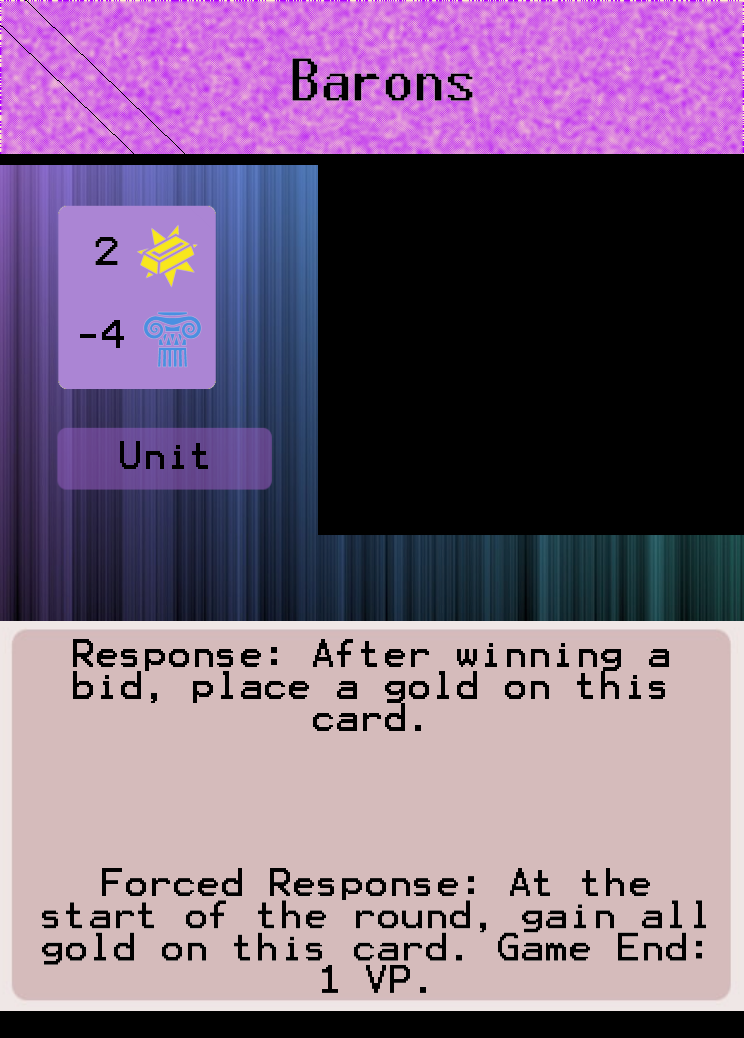 Barons
2
-4
Unit
Response: After winning a
bid, place a gold on this
card.
Forced Response: At the
start of the round, gain all
gold on this card. Game End:
1 VP.